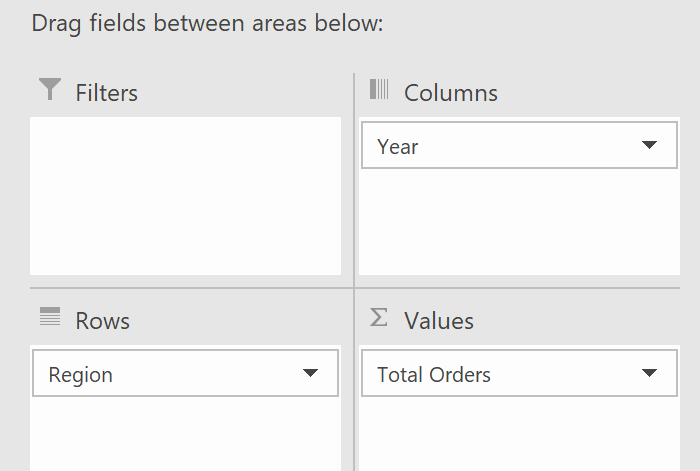 Drag fields between areas below:
Filters
Columns
Year
Rows
Σ Values
Region
Total Orders